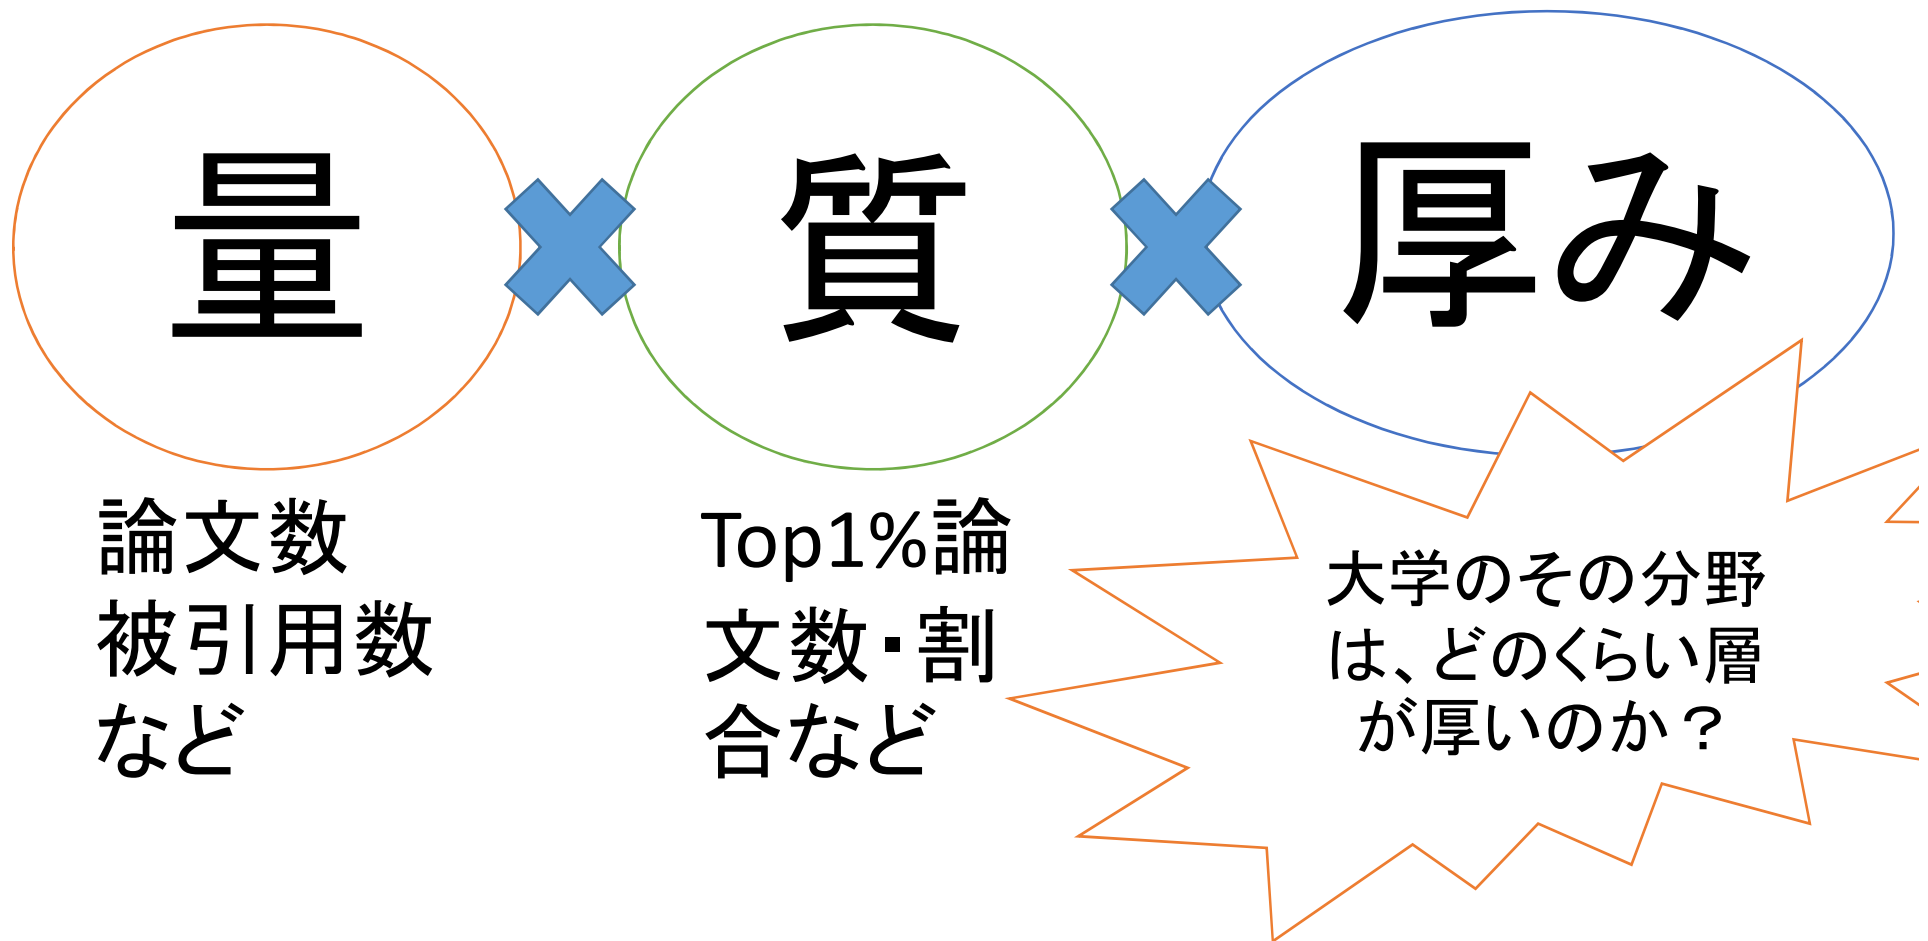 量
質
厚み
論文数
被引用数
など
Top1%論
文数・割
合など
大学のその分野
は、どのくらい層
が厚いのか？